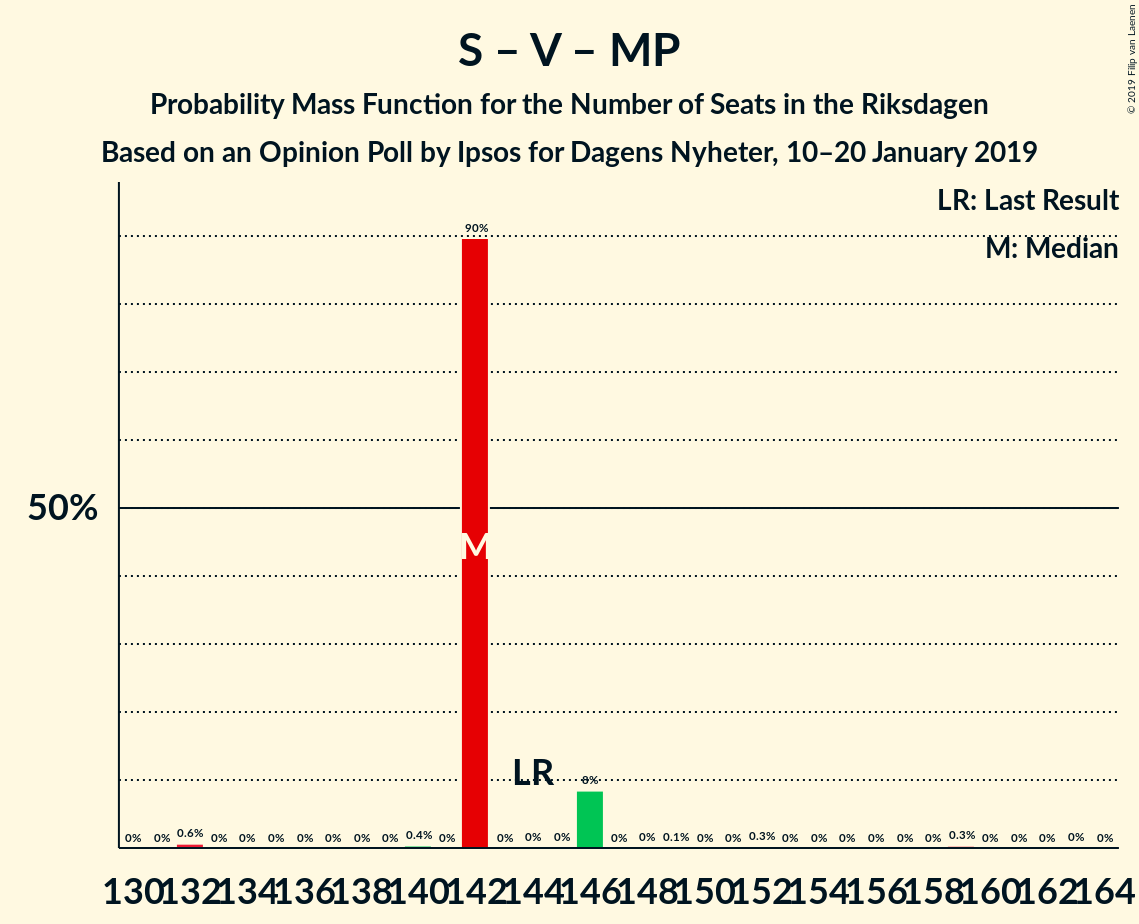 S – V – MP
Probability Mass Function for the Number of Seats in the Riksdagen
Based on an Opinion Poll by Ipsos for Dagens Nyheter, 10–20 January 2019
© 2019 Filip van Laenen
LR: Last Result
M: Median
90%
50%
M
LR
8%
0% 0% 0.6% 0% 0% 0% 0% 0% 0% 0% 0.4% 0% 0% 0% 0% 0% 0% 0.1% 0% 0% 0.3% 0% 0% 0% 0% 0% 0% 0.3% 0% 0% 0% 0% 0%
130 132 134 136 138 140 142 144 146 148 150 152 154 156 158 160 162 164